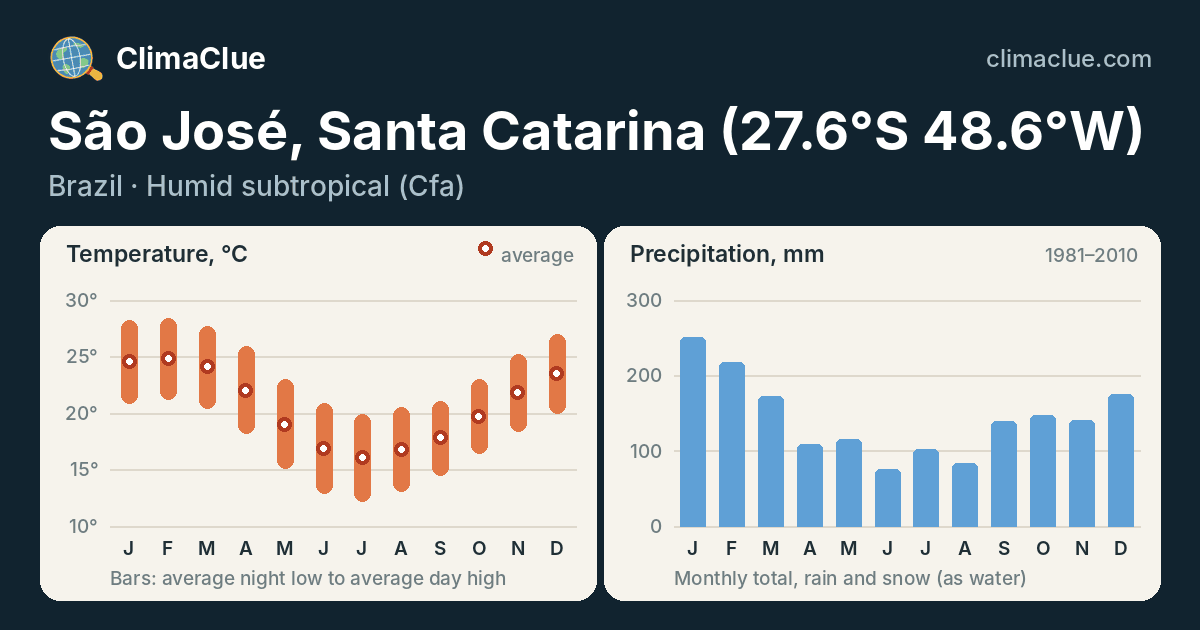 ClimaClue
climaclue.com
São José, Santa Catarina (27.6°S 48.6°W)
Brazil · Humid subtropical (Cfa)
Temperature, °C
average
30°
25°
20°
15°
10°
J F M A M J J A S O N D
Bars: average night low to average day high
Precipitation, mm
1981–2010
300
200
100
0
J F M A M J J A S O N D
Monthly total, rain and snow (as water)